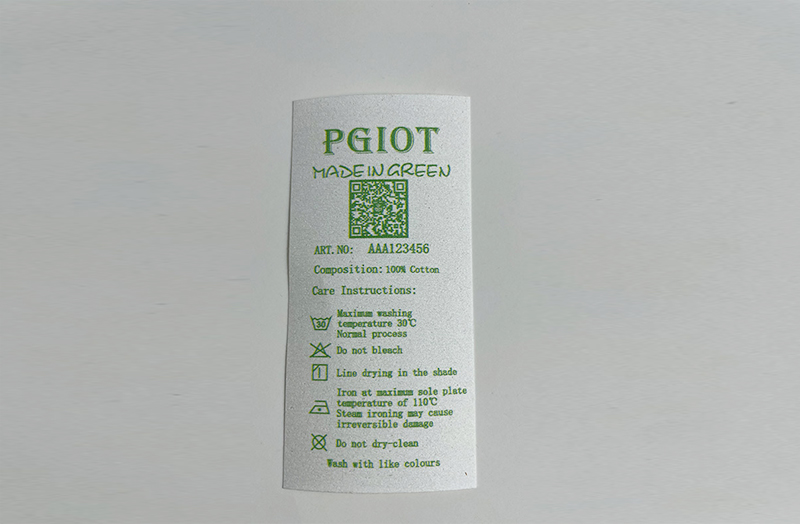 PGIOT
MADE IN GREEN
ART.NO: AAA123456
Composition: 100% Cotton
Care Instructions:
30
Maximum washing
temperature 30℃
Normal process
Do not bleach
Line drying in the shade
Iron at maximum sole plate
temperature of 110℃
Steam ironing may cause
irreversible damage
Do not dry-clean
Wash with like colours